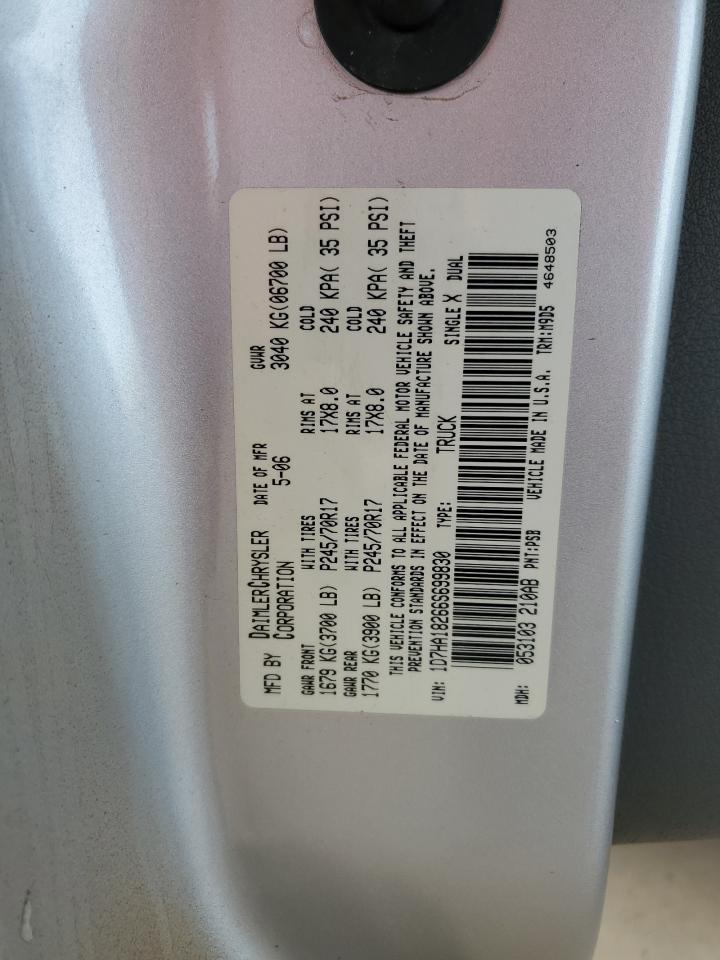 MFD BY DAIMLERCHRYSLER CORPORATION DATE OF MFR 5-06 GVWR 3040 KG(06700 LB)
GAWR FRONT WITH TIRES RIMS AT COLD
1679 KG(3700 LB) P245/70R17 17X8.0 240 KPA( 35 PSI)
GAWR REAR WITH TIRES RIMS AT COLD
1770 KG(3900 LB) P245/70R17 17X8.0 240 KPA( 35 PSI)
THIS VEHICLE CONFORMS TO ALL APPLICABLE FEDERAL MOTOR VEHICLE SAFETY AND THEFT
PREVENTION STANDARDS IN EFFECT ON THE DATE OF MANUFACTURE SHOWN ABOVE.
VIN: 1D7HA18266S699830 TYPE: TRUCK SINGLE X DUAL
MDH: 053103 210AB PNT:PSB VEHICLE MADE IN U.S.A. TRM:M9D5 4648503